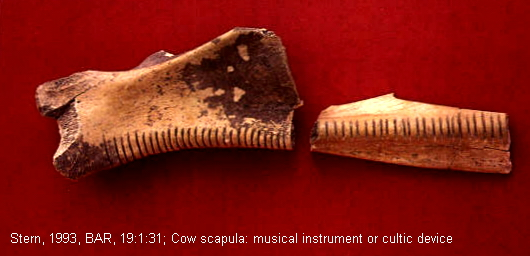 Stern, 1993, BAR, 19:1:31; Cow scapula: musical instrument or cultic device